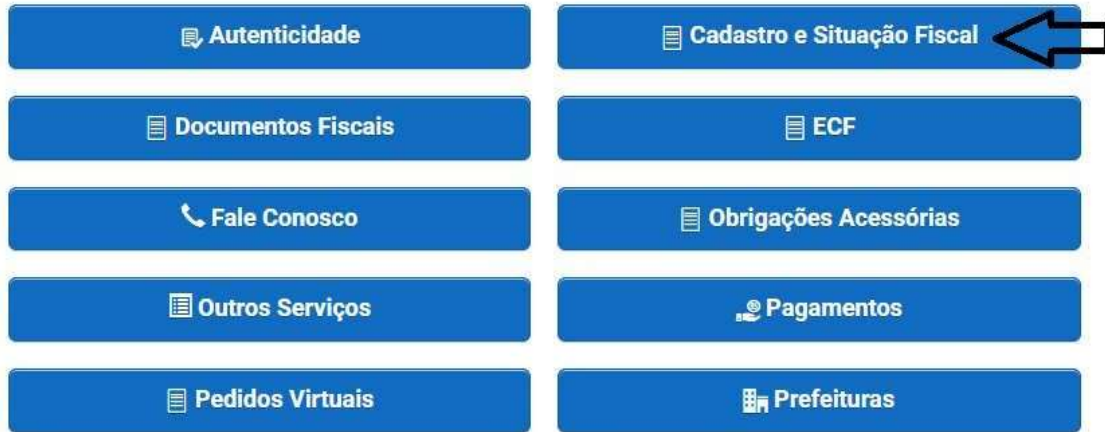 Autenticidade
Cadastro e Situação Fiscal
Documentos Fiscais
ECF
Fale Conosco
Obrigações Acessórias
Outros Serviços
Pagamentos
Pedidos Virtuais
Prefeituras